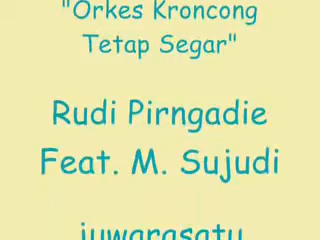 "Orkes Kroncong
Tetap Segar"
Rudi Pirngadie
Feat. M. Sujudi
juwarasatu